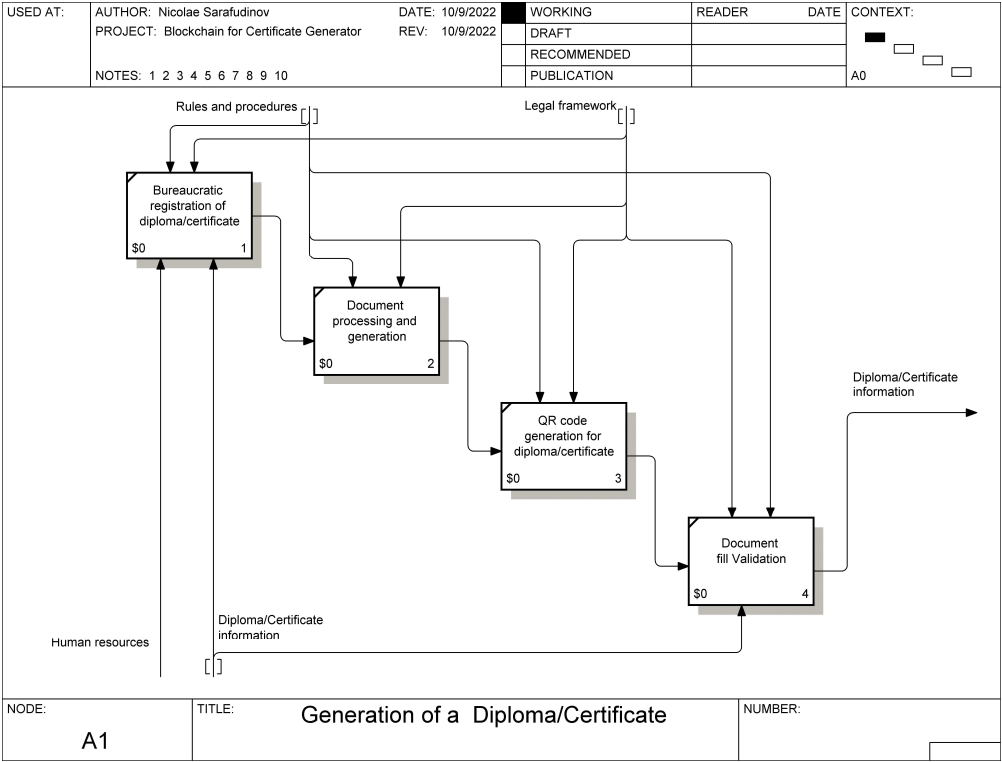 USED AT:
AUTHOR: Nicolae Sarafudinov
DATE: 10/9/2022
PROJECT: Blockchain for Certificate Generator
REV: 10/9/2022
NOTES: 1 2 3 4 5 6 7 8 9 10
WORKING
DRAFT
RECOMMENDED
PUBLICATION
READER DATE
CONTEXT:
A0
Rules and procedures
Legal framework
Bureaucratic
registration of
diploma/certificate
$0 1
Document
processing and
generation
$0 2
QR code
generation for
diploma/certificate
$0 3
Document
fill Validation
$0 4
Diploma/Certificate
information
Diploma/Certificate
information
Human resources
NODE:
A1
TITLE:
Generation of a Diploma/Certificate
NUMBER: